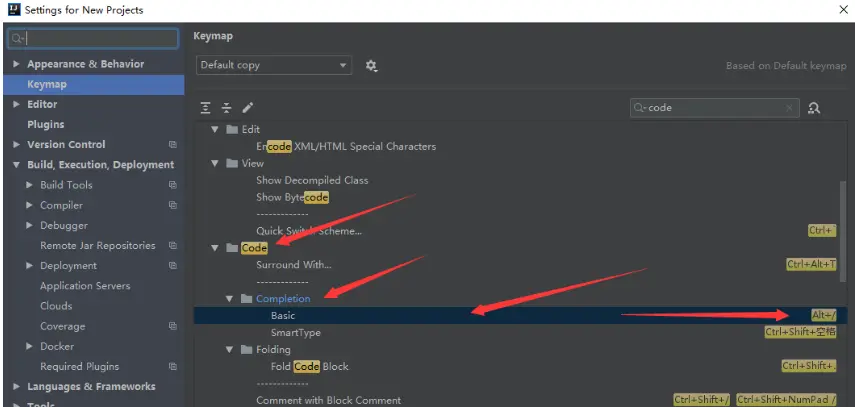 Settings for New Projects
Keymap
Appearance & Behavior
Keymap
Editor
Plugins
Version Control
Build, Execution, Deployment
Build Tools
Compiler
Debugger
Remote Jar Repositories
Deployment
Application Servers
Clouds
Coverage
Docker
Required Plugins
Languages & Frameworks
Tools
Default copy
Based on Default keymap
code
Edit
Encode XML/HTML Special Characters
View
Show Decompiled Class
Show Bytecode
-------------
Quick Switch Scheme... Ctrl+`
Code
Surround With... Ctrl+Alt+T
-------------
Completion
Basic Alt+/
SmartType Ctrl+Shift+空格
Folding
Fold Code Block Ctrl+Shift+.
-------------
Comment with Block Comment Ctrl+Shift+/ Ctrl+Shift+NumPad /